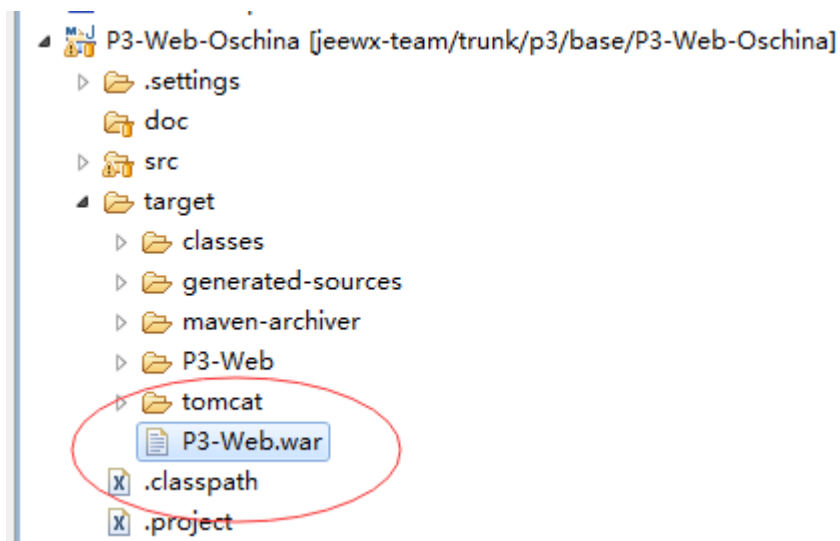 P3-Web-Oschina [jeewx-team/trunk/p3/base/P3-Web-Oschina]
.settings
doc
src
target
classes
generated-sources
maven-archiver
P3-Web
tomcat
P3-Web.war
.classpath
.project